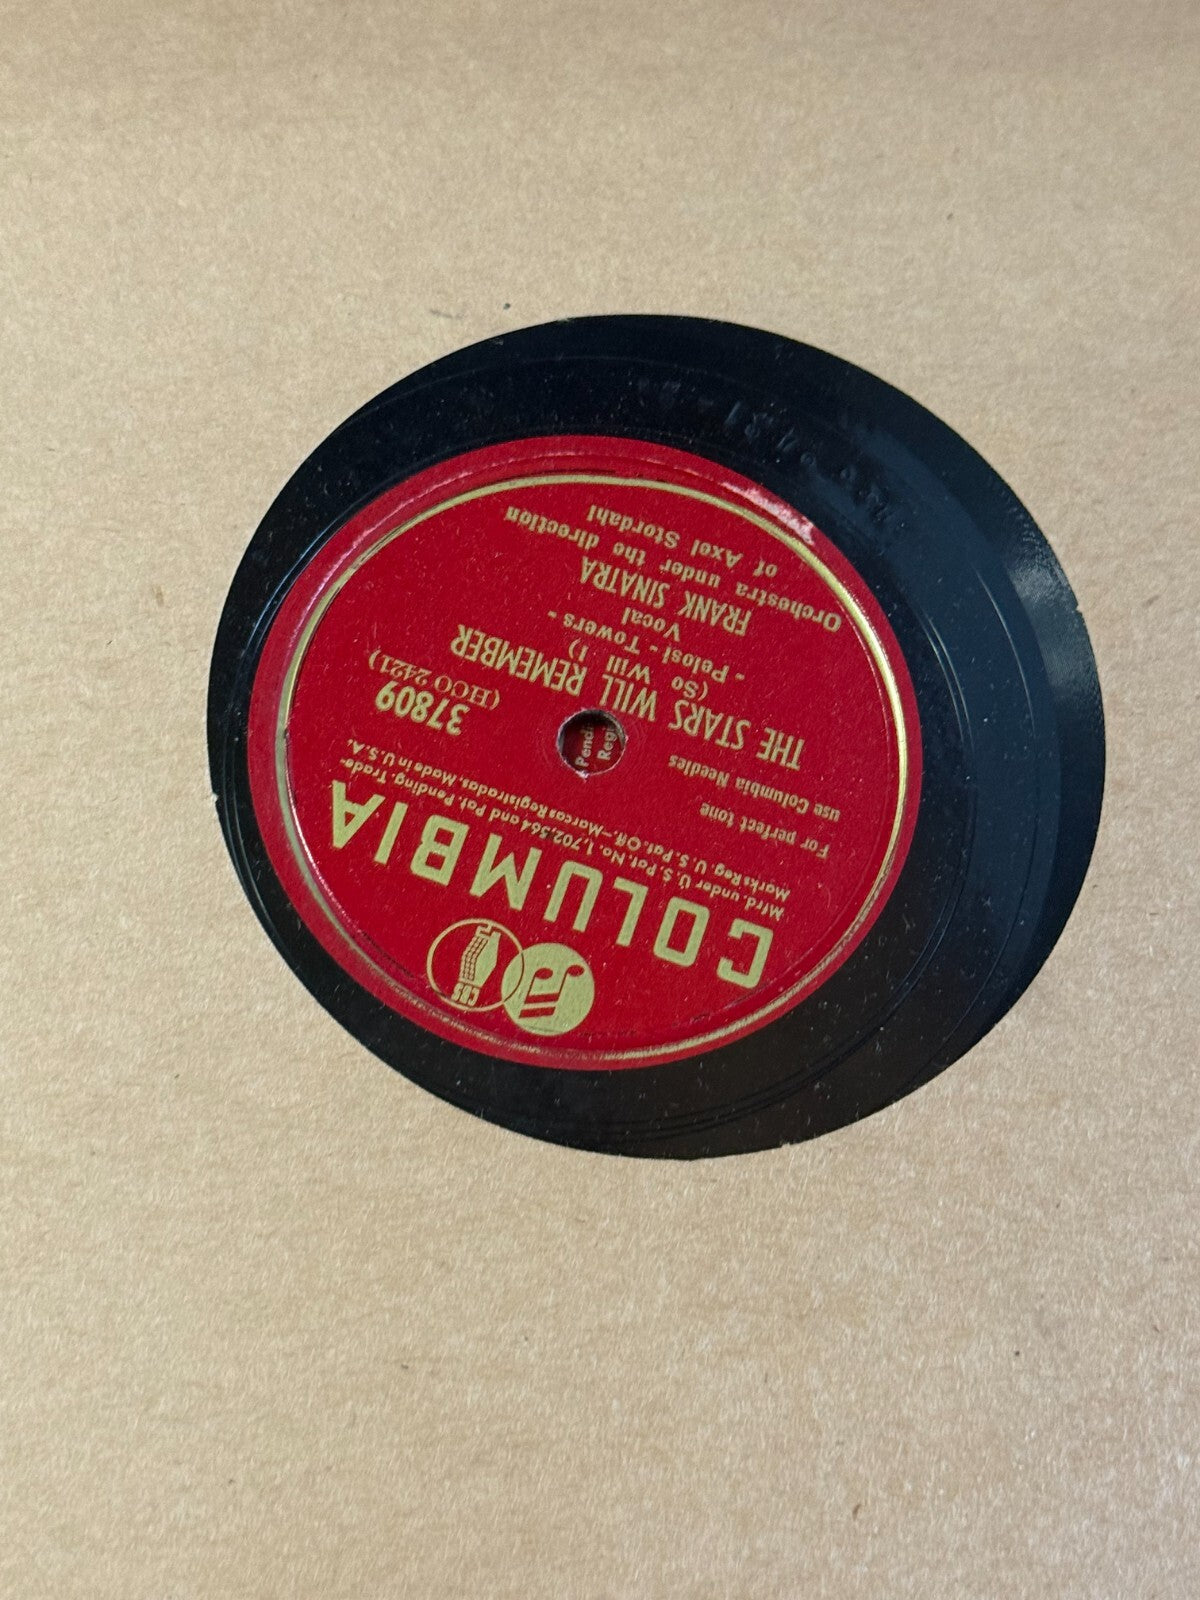 CBS
COLUMBIA
Mfrd. under U.S. Pat. No. 1,702,564 and Pat. Pending. Trade-
Marks Reg. U.S. Pat. Off.—Marcas Registradas. Made in U.S.A.
For perfect tone
use Columbia Needles
37809
(HCO 2421)
THE STARS WILL REMEMBER
(So Will I)
- Pelosi - Towers -
Vocal
FRANK SINATRA
Orchestra under the direction
of Axel Stordahl
Pend
Regi